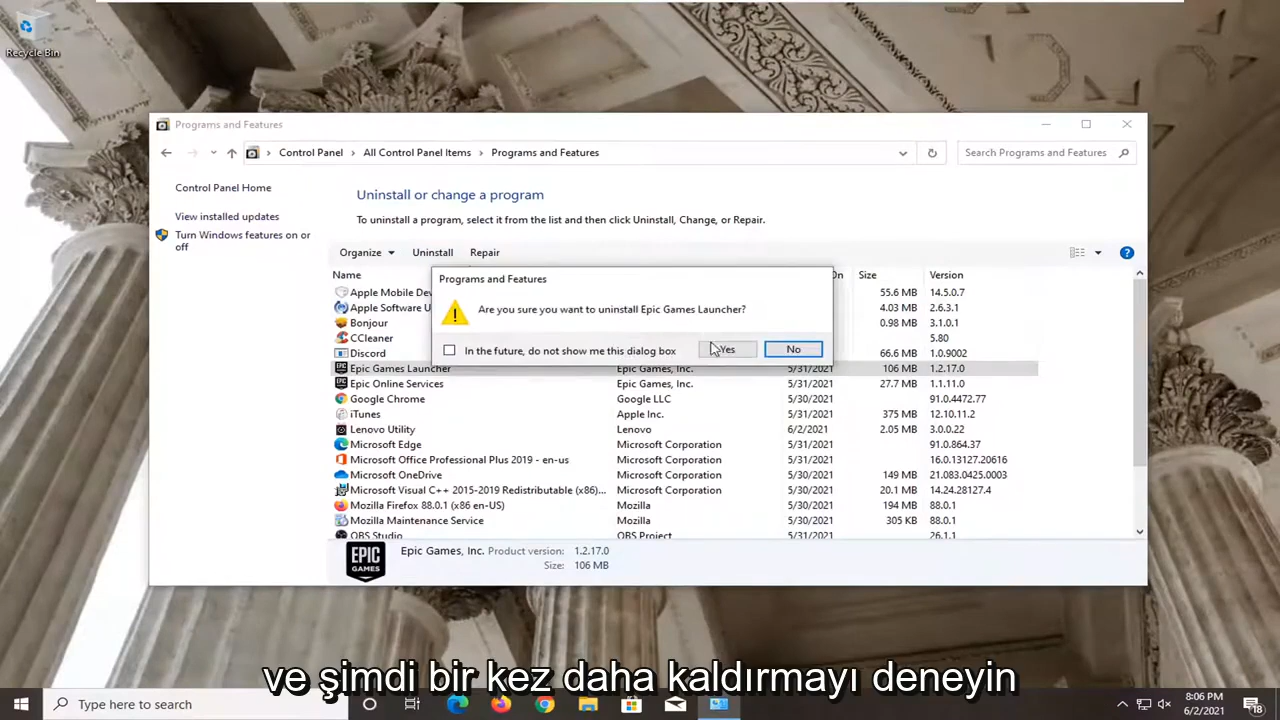 Recycle Bin
Programs and Features
Control Panel > All Control Panel Items > Programs and Features
Search Programs and Features
Control Panel Home
View installed updates
Turn Windows features on or
off
Uninstall or change a program
To uninstall a program, select it from the list and then click Uninstall, Change, or Repair.
Organize Uninstall Repair
Name On Size Version
Programs and Features
Are you sure you want to uninstall Epic Games Launcher?
In the future, do not show me this dialog box Yes No
Apple Mobile Dev 55.6 MB 14.5.0.7
Apple Software U 2.6.3.1
Bonjour 0.98 MB 3.1.0.1
CCleaner 5.80
Discord 66.6 MB 1.0.9002
Epic Games Launcher Epic Games, Inc. 5/31/2021 106 MB 1.2.17.0
Epic Online Services Epic Games, Inc. 5/31/2021 27.7 MB 1.1.11.0
Google Chrome Google LLC 5/31/2021 91.0.4472.77
iTunes Apple Inc. 5/31/2021 375 MB 12.10.11.2
Lenovo Utility Lenovo 6/2/2021 2.05 MB 3.0.0.22
Microsoft Edge Microsoft Corporation 5/31/2021 91.0.864.37
Microsoft Office Professional Plus 2019 - en-us Microsoft Corporation 5/31/2021 16.0.13127.20616
Microsoft OneDrive Microsoft Corporation 5/30/2021 149 MB 21.083.0425.0003
Microsoft Visual C++ 2015-2019 Redistributable (x86)... Microsoft Corporation 5/30/2021 20.1 MB 14.24.28127.4
Mozilla Firefox 88.0.1 (x86 en-US) Mozilla 5/30/2021 194 MB 88.0.1
Mozilla Maintenance Service Mozilla 5/30/2021 305 KB 88.0.1
OBS Studio OBS Project 5/30/2021 26.1.1
EPIC
GAMES
Epic Games, Inc. Product version: 1.2.17.0
Size: 106 MB
ve şimdi bir kez daha kaldırmayı deneyin
Type here to search
8:06 PM
6/2/2021
18